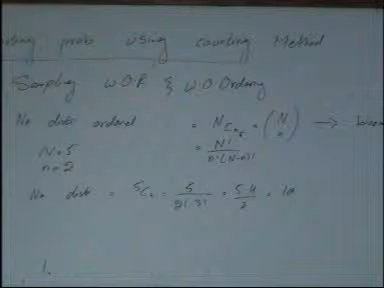 prob using counting Method
Sampling W.O.R & W.O Ordering
No distr ordered = N C n = (N n) →
N=5 = N! / n! (N-n)!
n=2
No distr = 5C2 = 5 / 2! 3! = 5.4 / 2 = 10
1.